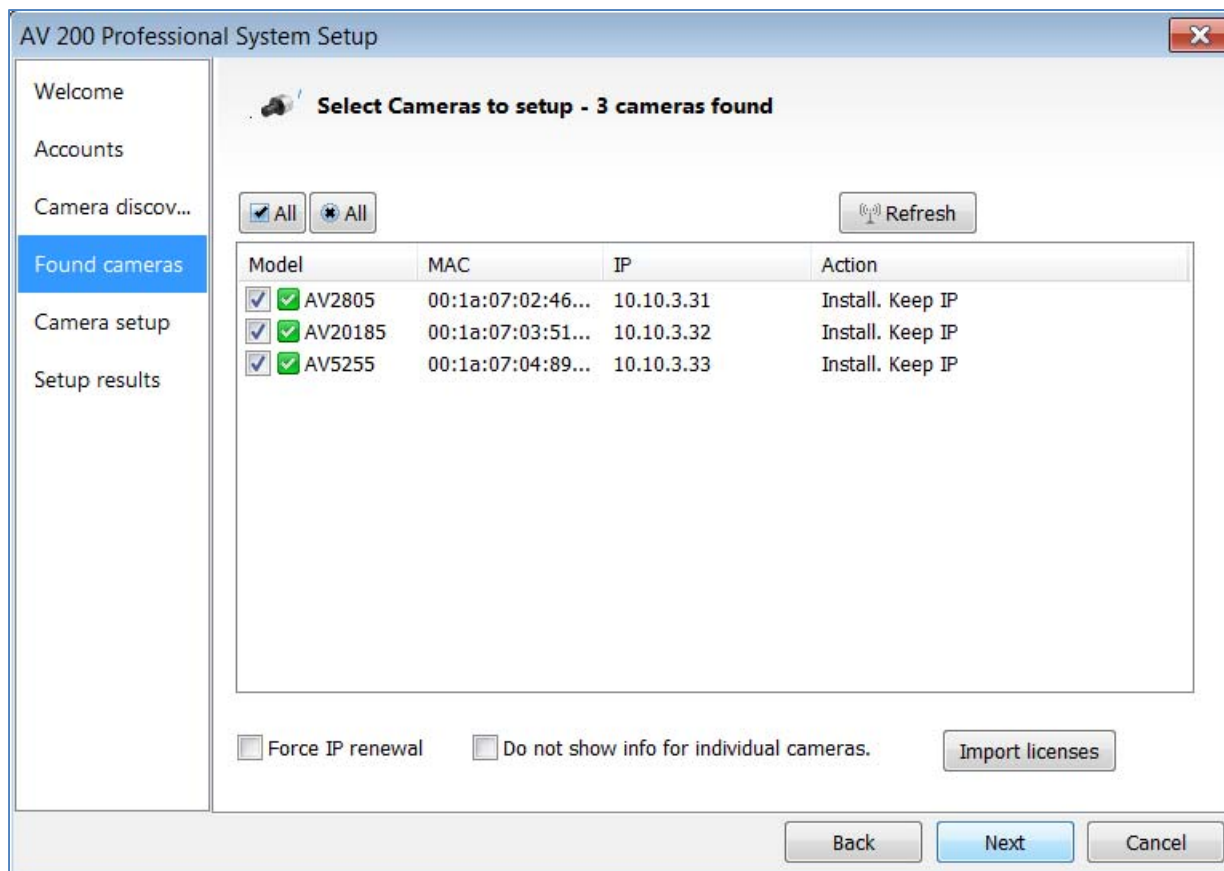 AV 200 Professional System Setup
Welcome
Accounts
Camera discov...
Found cameras
Camera setup
Setup results
Select Cameras to setup - 3 cameras found
All All Refresh
Model MAC IP Action
AV2805 00:1a:07:02:46... 10.10.3.31 Install. Keep IP
AV20185 00:1a:07:03:51... 10.10.3.32 Install. Keep IP
AV5255 00:1a:07:04:89... 10.10.3.33 Install. Keep IP
Force IP renewal Do not show info for individual cameras. Import licenses
Back Next Cancel